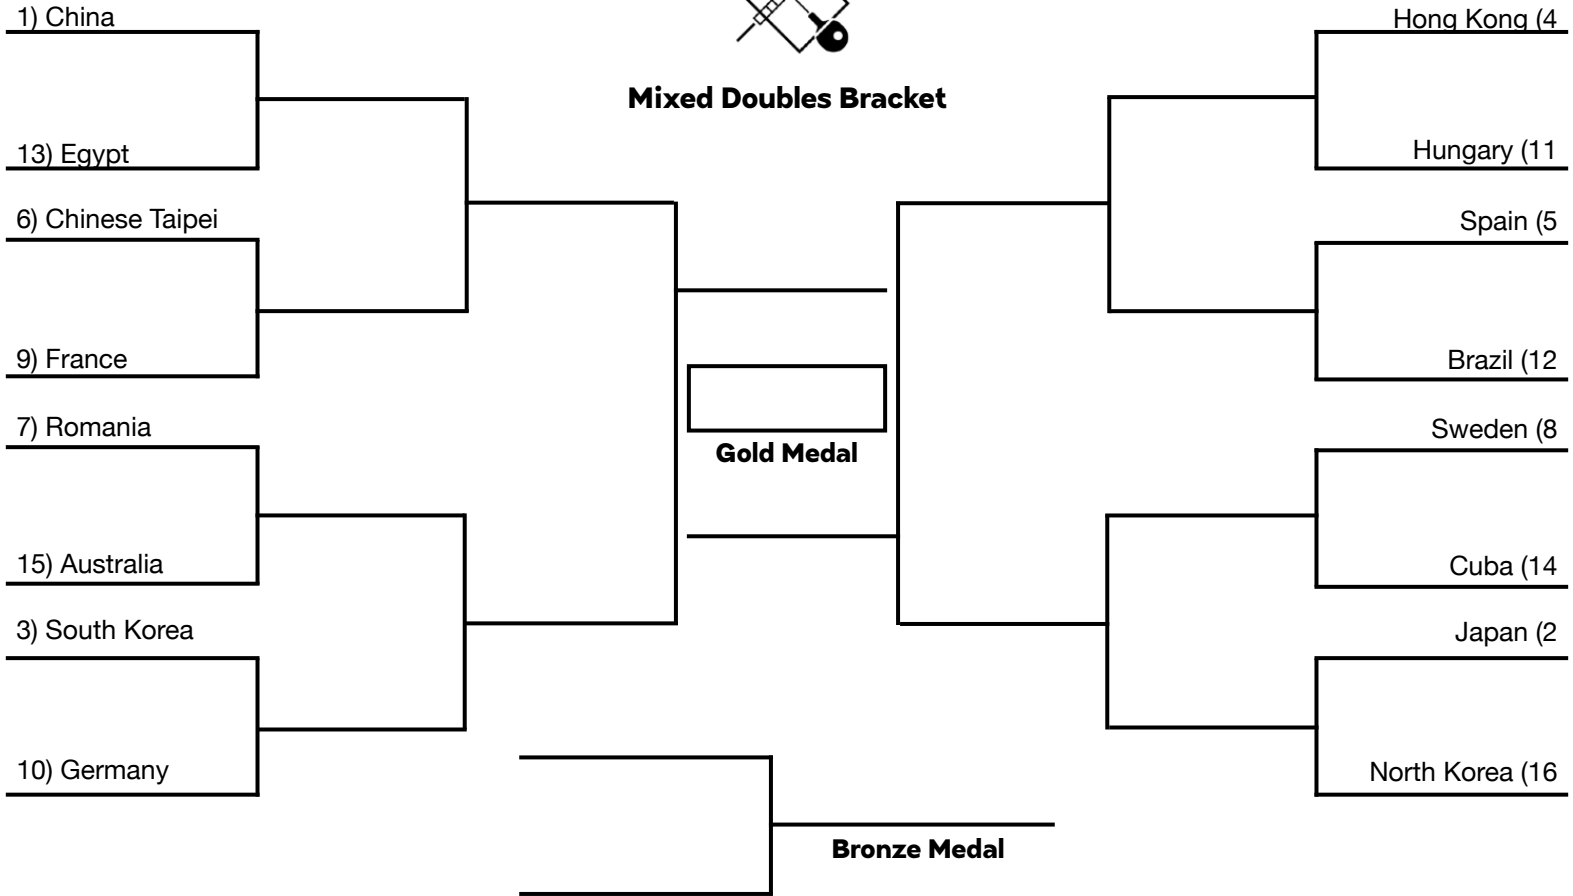 1) China
13) Egypt
6) Chinese Taipei
9) France
7) Romania
15) Australia
3) South Korea
10) Germany
Mixed Doubles Bracket
Gold Medal
Bronze Medal
Hong Kong (4
Hungary (11
Spain (5
Brazil (12
Sweden (8
Cuba (14
Japan (2
North Korea (16